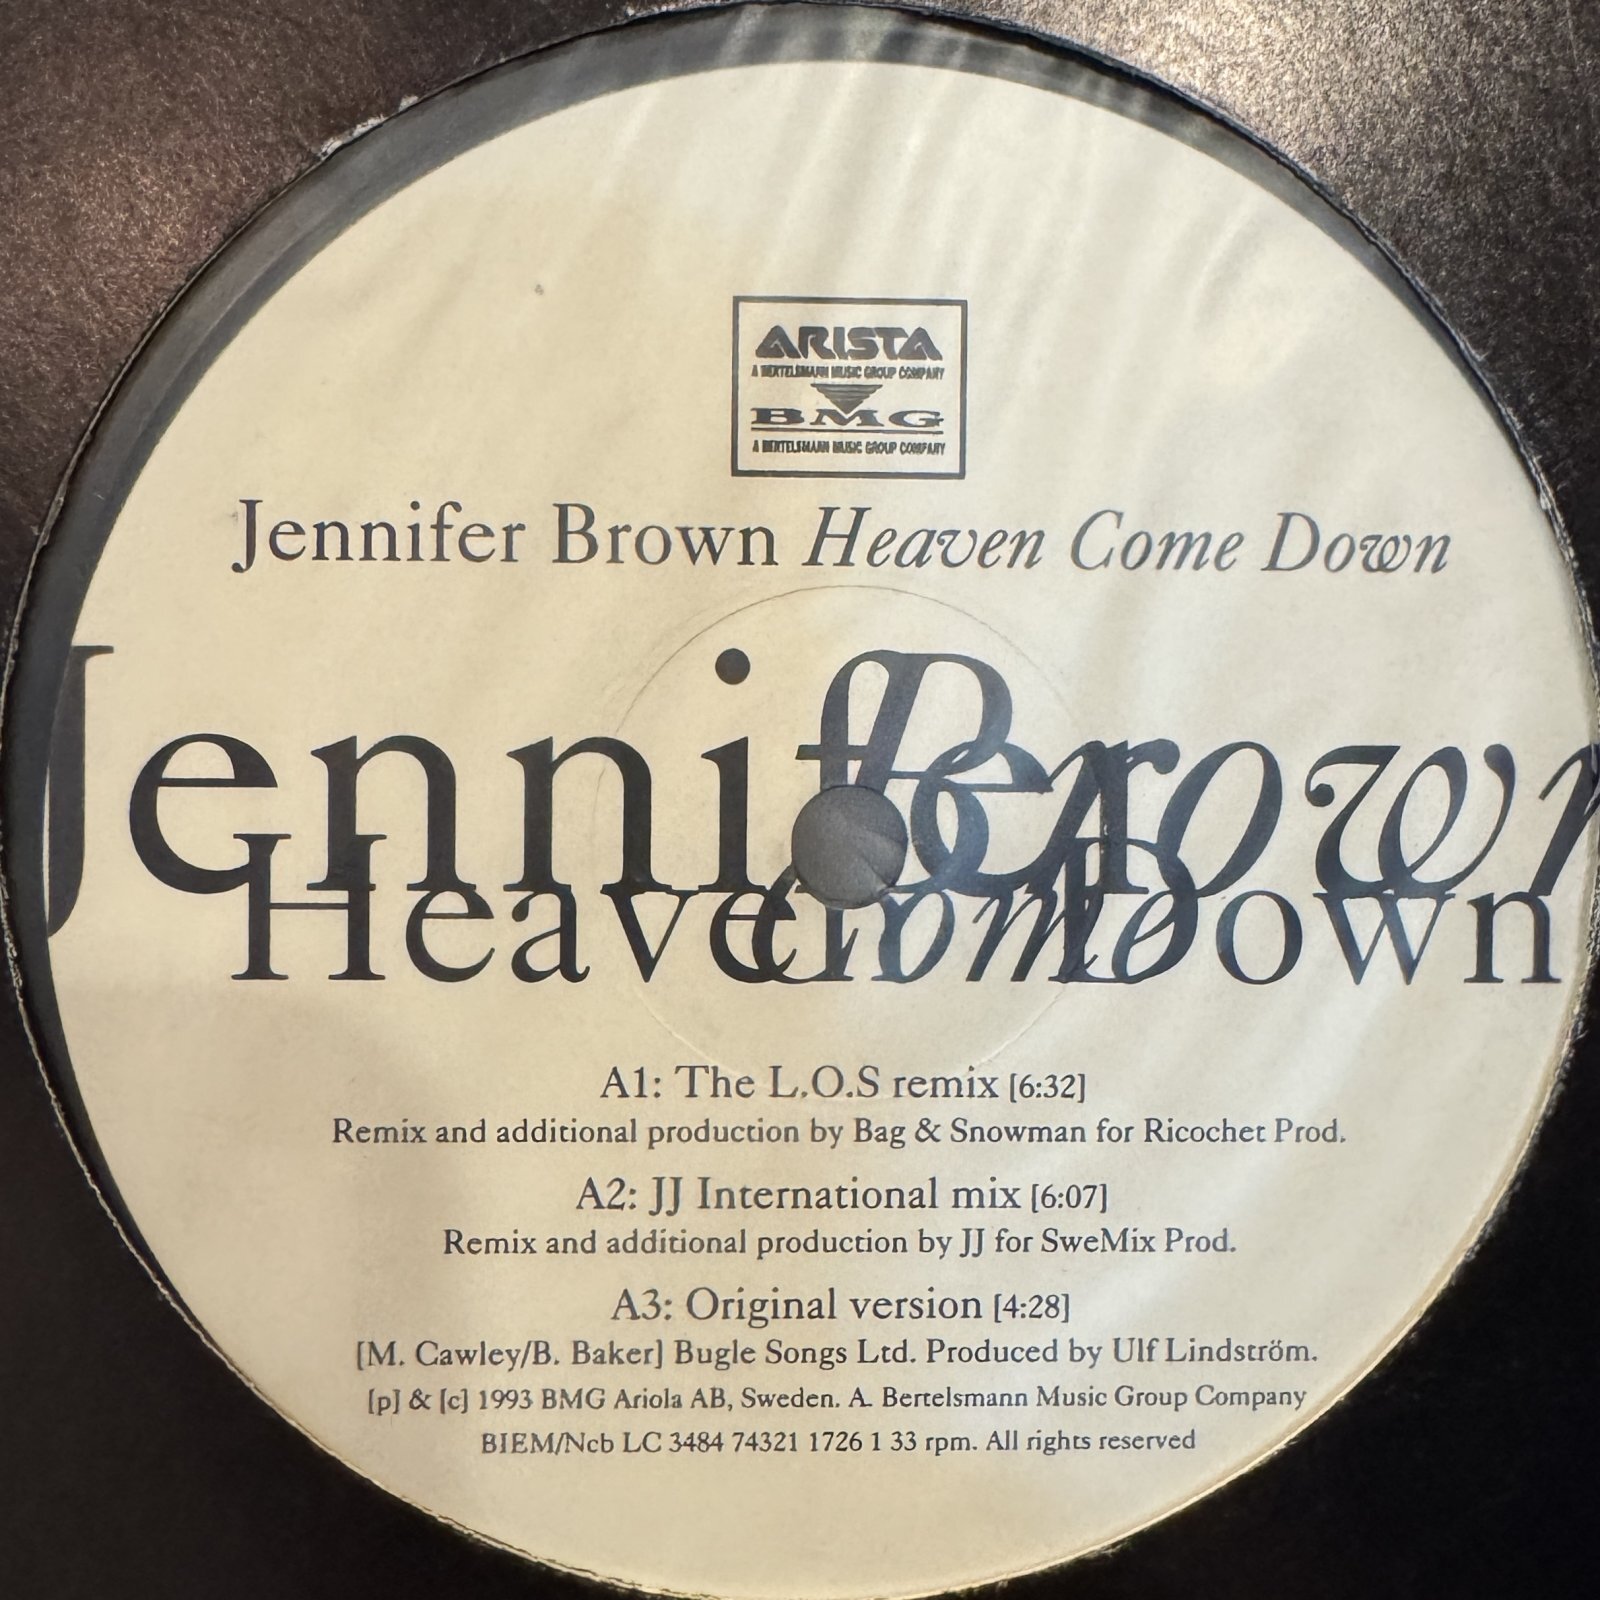 ARISTA
A BERTELSMANN MUSIC GROUP COMPANY
BMG
A BERTELSMANN MUSIC GROUP COMPANY
Jennifer Brown Heaven Come Down
Jennifer Brown
Heaven Come Down
A1: The L.O.S remix [6:32]
Remix and additional production by Bag & Snowman for Ricochet Prod.
A2: JJ International mix [6:07]
Remix and additional production by JJ for SweMix Prod.
A3: Original version [4:28]
[M. Cawley/B. Baker] Bugle Songs Ltd. Produced by Ulf Lindström.
[p] & [c] 1993 BMG Ariola AB, Sweden. A. Bertelsmann Music Group Company
BIEM/Ncb LC 3484 74321 1726 1 33 rpm. All rights reserved